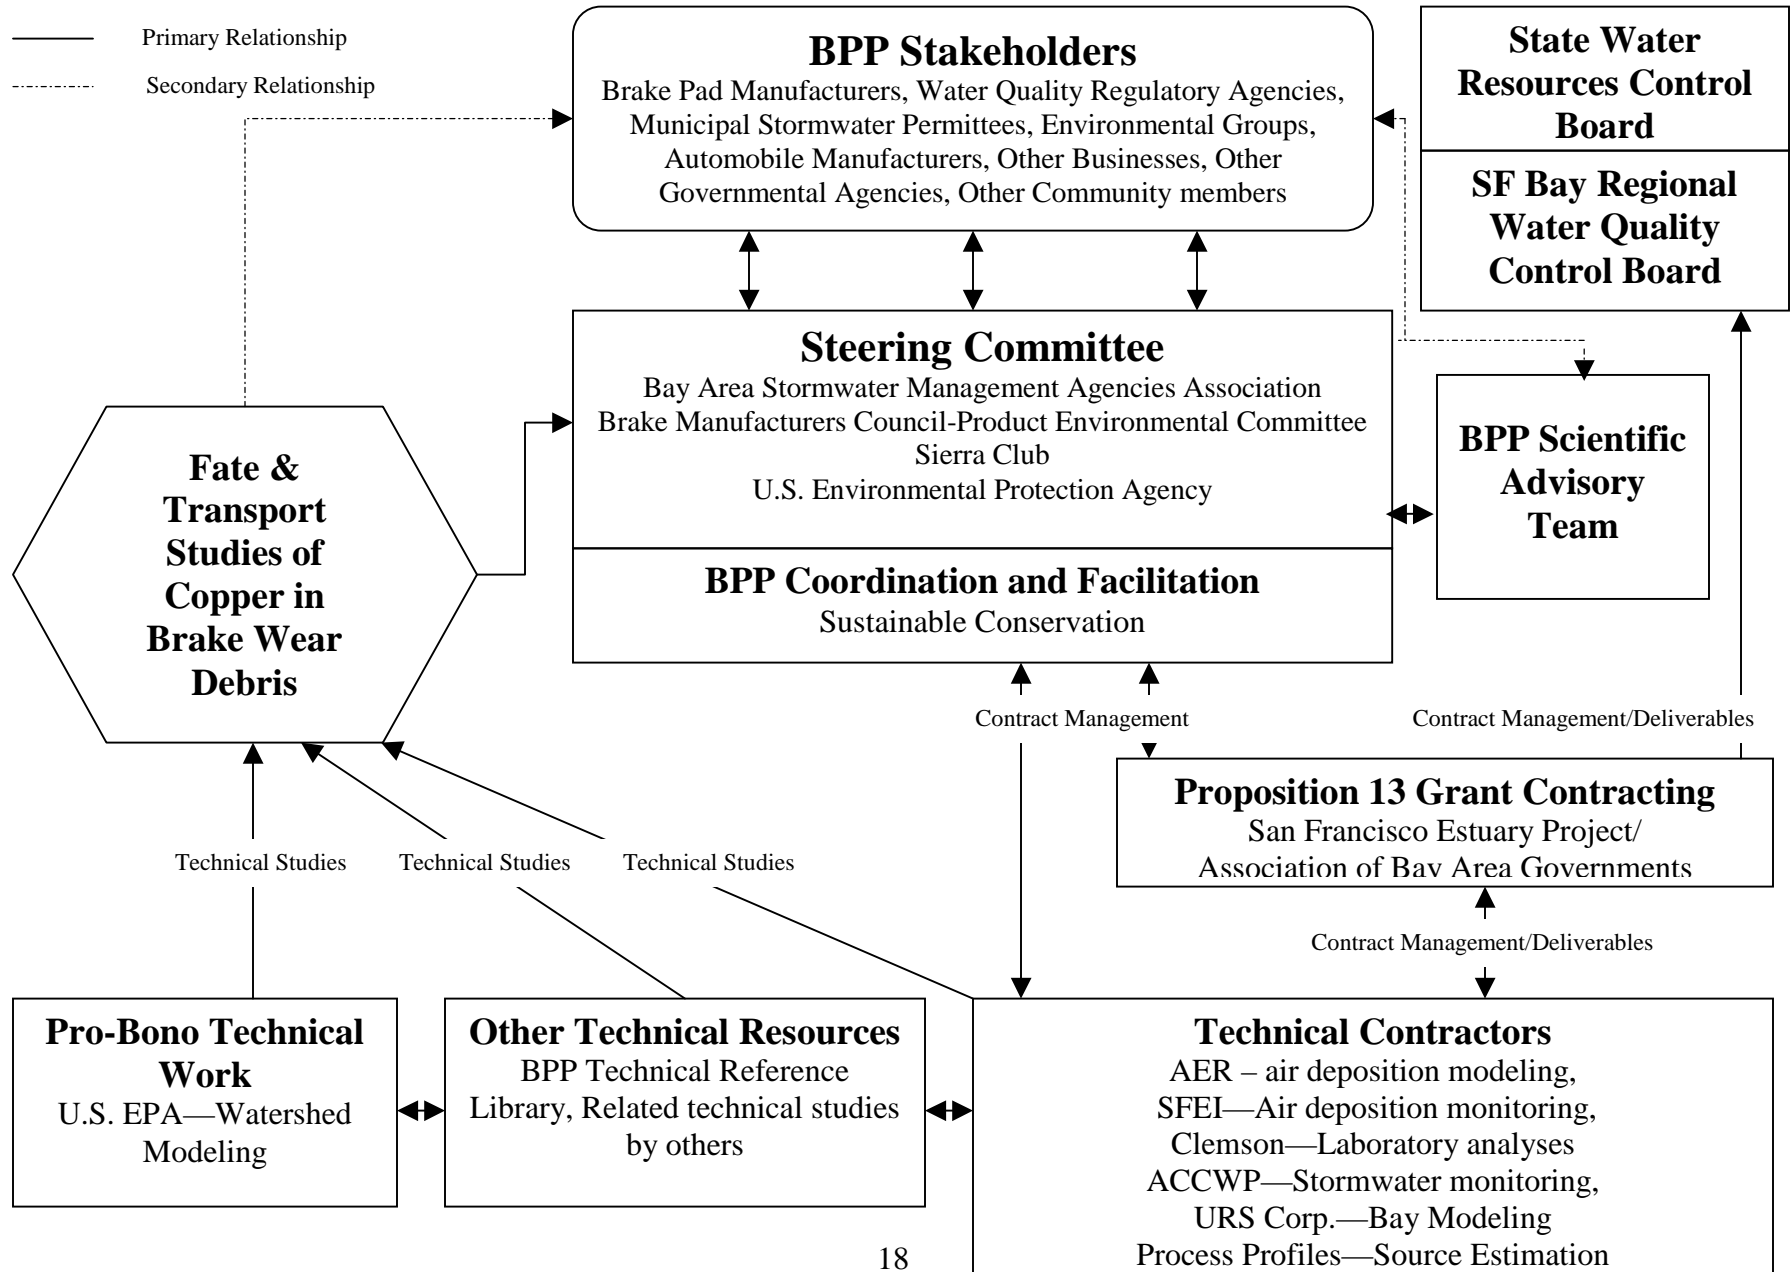 Primary Relationship
Secondary Relationship
BPP Stakeholders
Brake Pad Manufacturers, Water Quality Regulatory Agencies,
Municipal Stormwater Permittees, Environmental Groups,
Automobile Manufacturers, Other Businesses, Other
Governmental Agencies, Other Community members
State Water
Resources Control
Board
SF Bay Regional
Water Quality
Control Board
Steering Committee
Bay Area Stormwater Management Agencies Association
Brake Manufacturers Council-Product Environmental Committee
Sierra Club
U.S. Environmental Protection Agency
BPP Coordination and Facilitation
Sustainable Conservation
BPP Scientific
Advisory
Team
Fate &
Transport
Studies of
Copper in
Brake Wear
Debris
Contract Management
Contract Management/Deliverables
Proposition 13 Grant Contracting
San Francisco Estuary Project/
Association of Bay Area Governments
Technical Studies
Technical Studies
Technical Studies
Contract Management/Deliverables
Pro-Bono Technical
Work
U.S. EPA—Watershed
Modeling
Other Technical Resources
BPP Technical Reference
Library, Related technical studies
by others
Technical Contractors
AER – air deposition modeling,
SFEI—Air deposition monitoring,
Clemson—Laboratory analyses
ACCWP—Stormwater monitoring,
URS Corp.—Bay Modeling
Process Profiles—Source Estimation
18